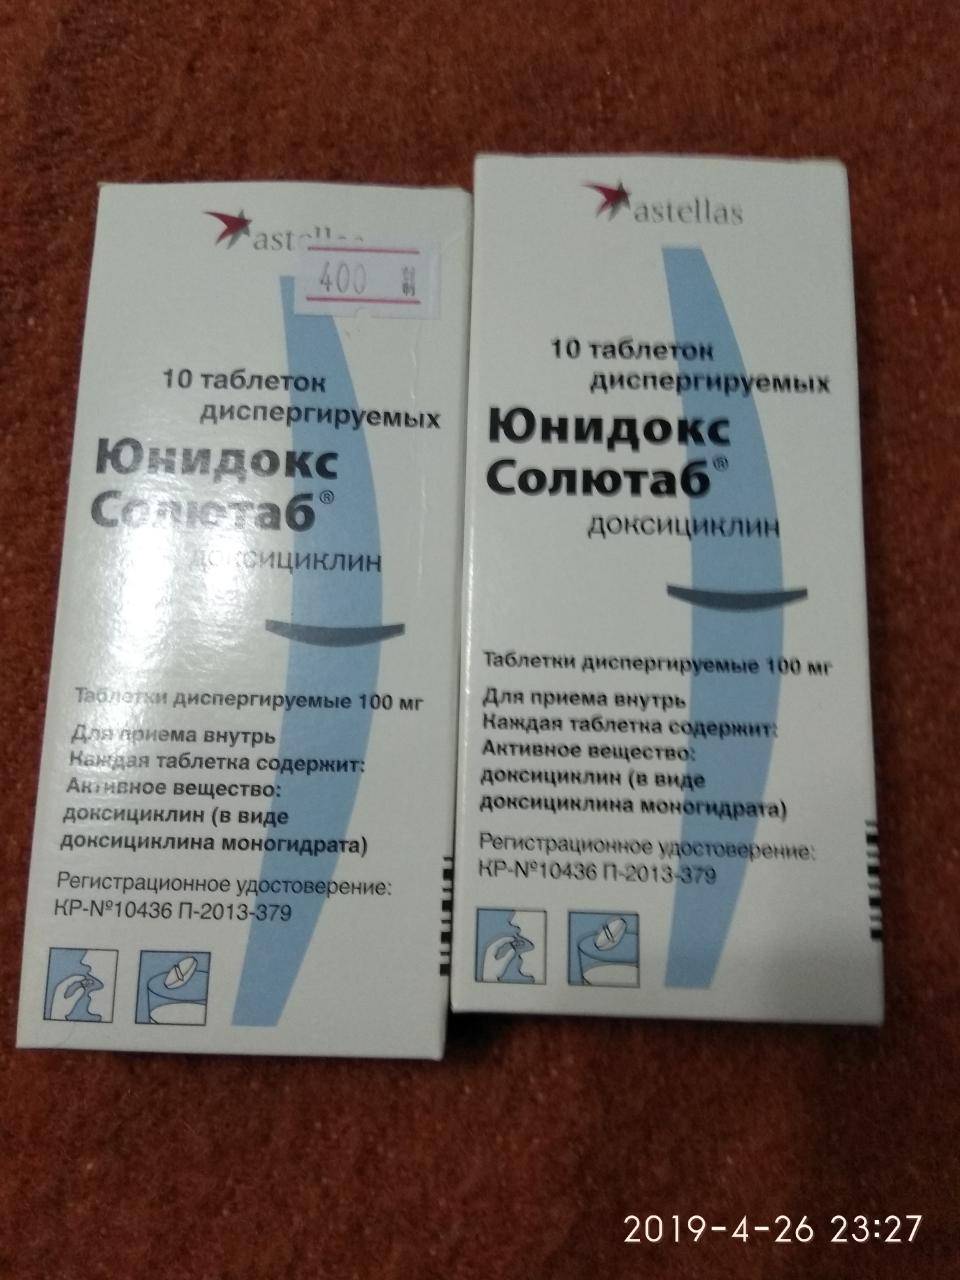 400
10 таблеток
диспергируемых
Юнидокс
Солютаб®
доксициклин
Таблетки диспергируемые 100 мг
Для приема внутрь
Каждая таблетка содержит:
Активное вещество:
доксициклин (в виде
доксициклина моногидрата)
Регистрационное удостоверение:
КР-№10436 П-2013-379
astellas
10 таблеток
диспергируемых
Юнидокс
Солютаб®
доксициклин
Таблетки диспергируемые 100 мг
Для приема внутрь
Каждая таблетка содержит:
Активное вещество:
доксициклин (в виде
доксициклина моногидрата)
Регистрационное удостоверение:
КР-№10436 П-2013-379
2019-4-26 23:27